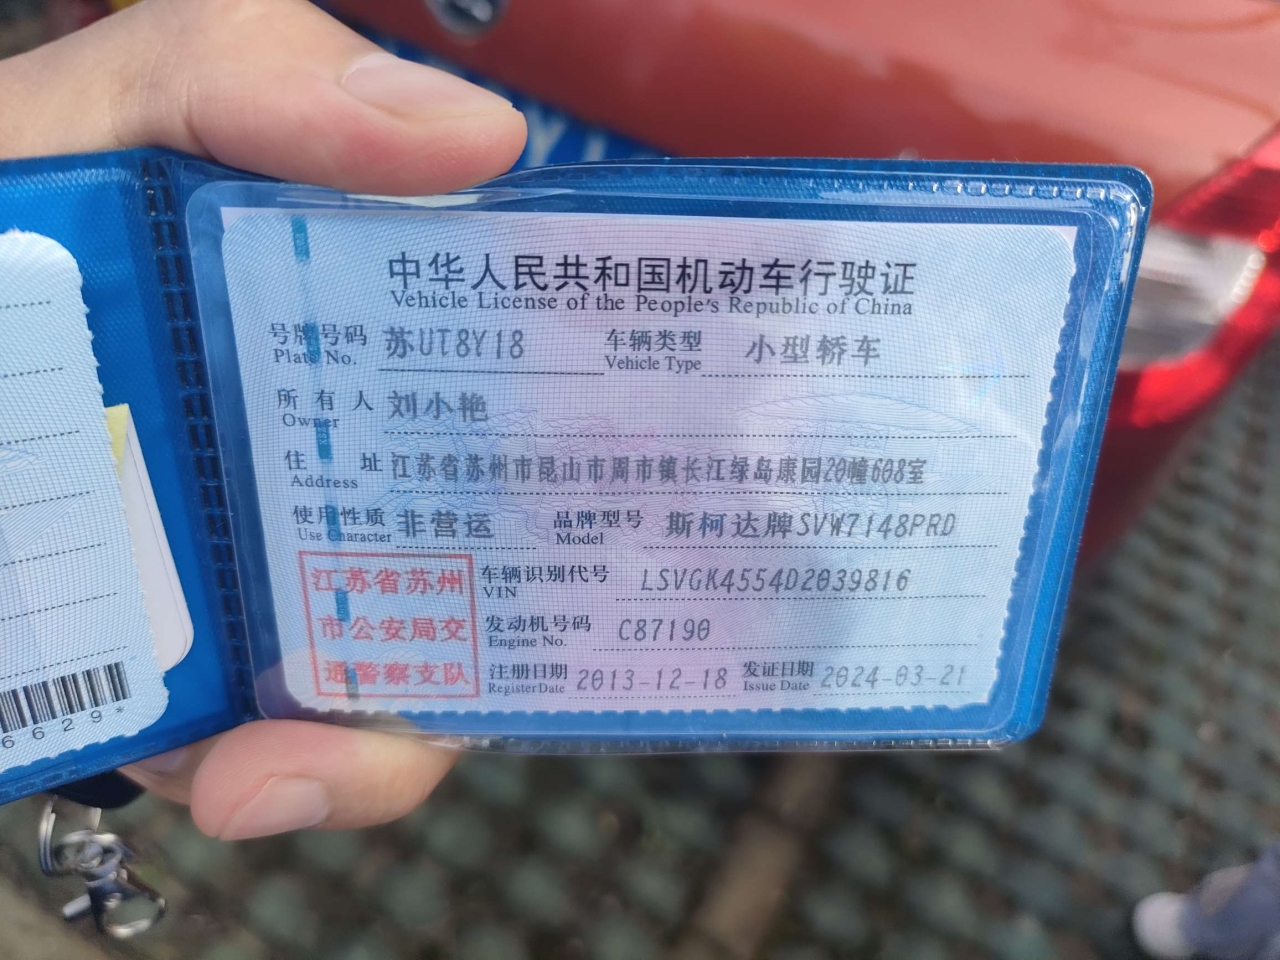 中华人民共和国机动车行驶证
Vehicle License of the People's Republic of China
号牌号码 苏UT8Y18 车辆类型 小型轿车
Plate No. Vehicle Type
所有人 刘小艳
Owner
住址 江苏省苏州市昆山市周市镇长江绿岛康园20幢608室
Address
使用性质 非营运 品牌型号 斯柯达牌SVW7148PRD
Use Character Model
江苏省苏州
市公安局交
通警察支队
车辆识别代号 LSVGK4554D2039816
VIN
发动机号码 C87190
Engine No.
注册日期 2013-12-18 发证日期 2024-03-21
Register Date Issue Date
6629*